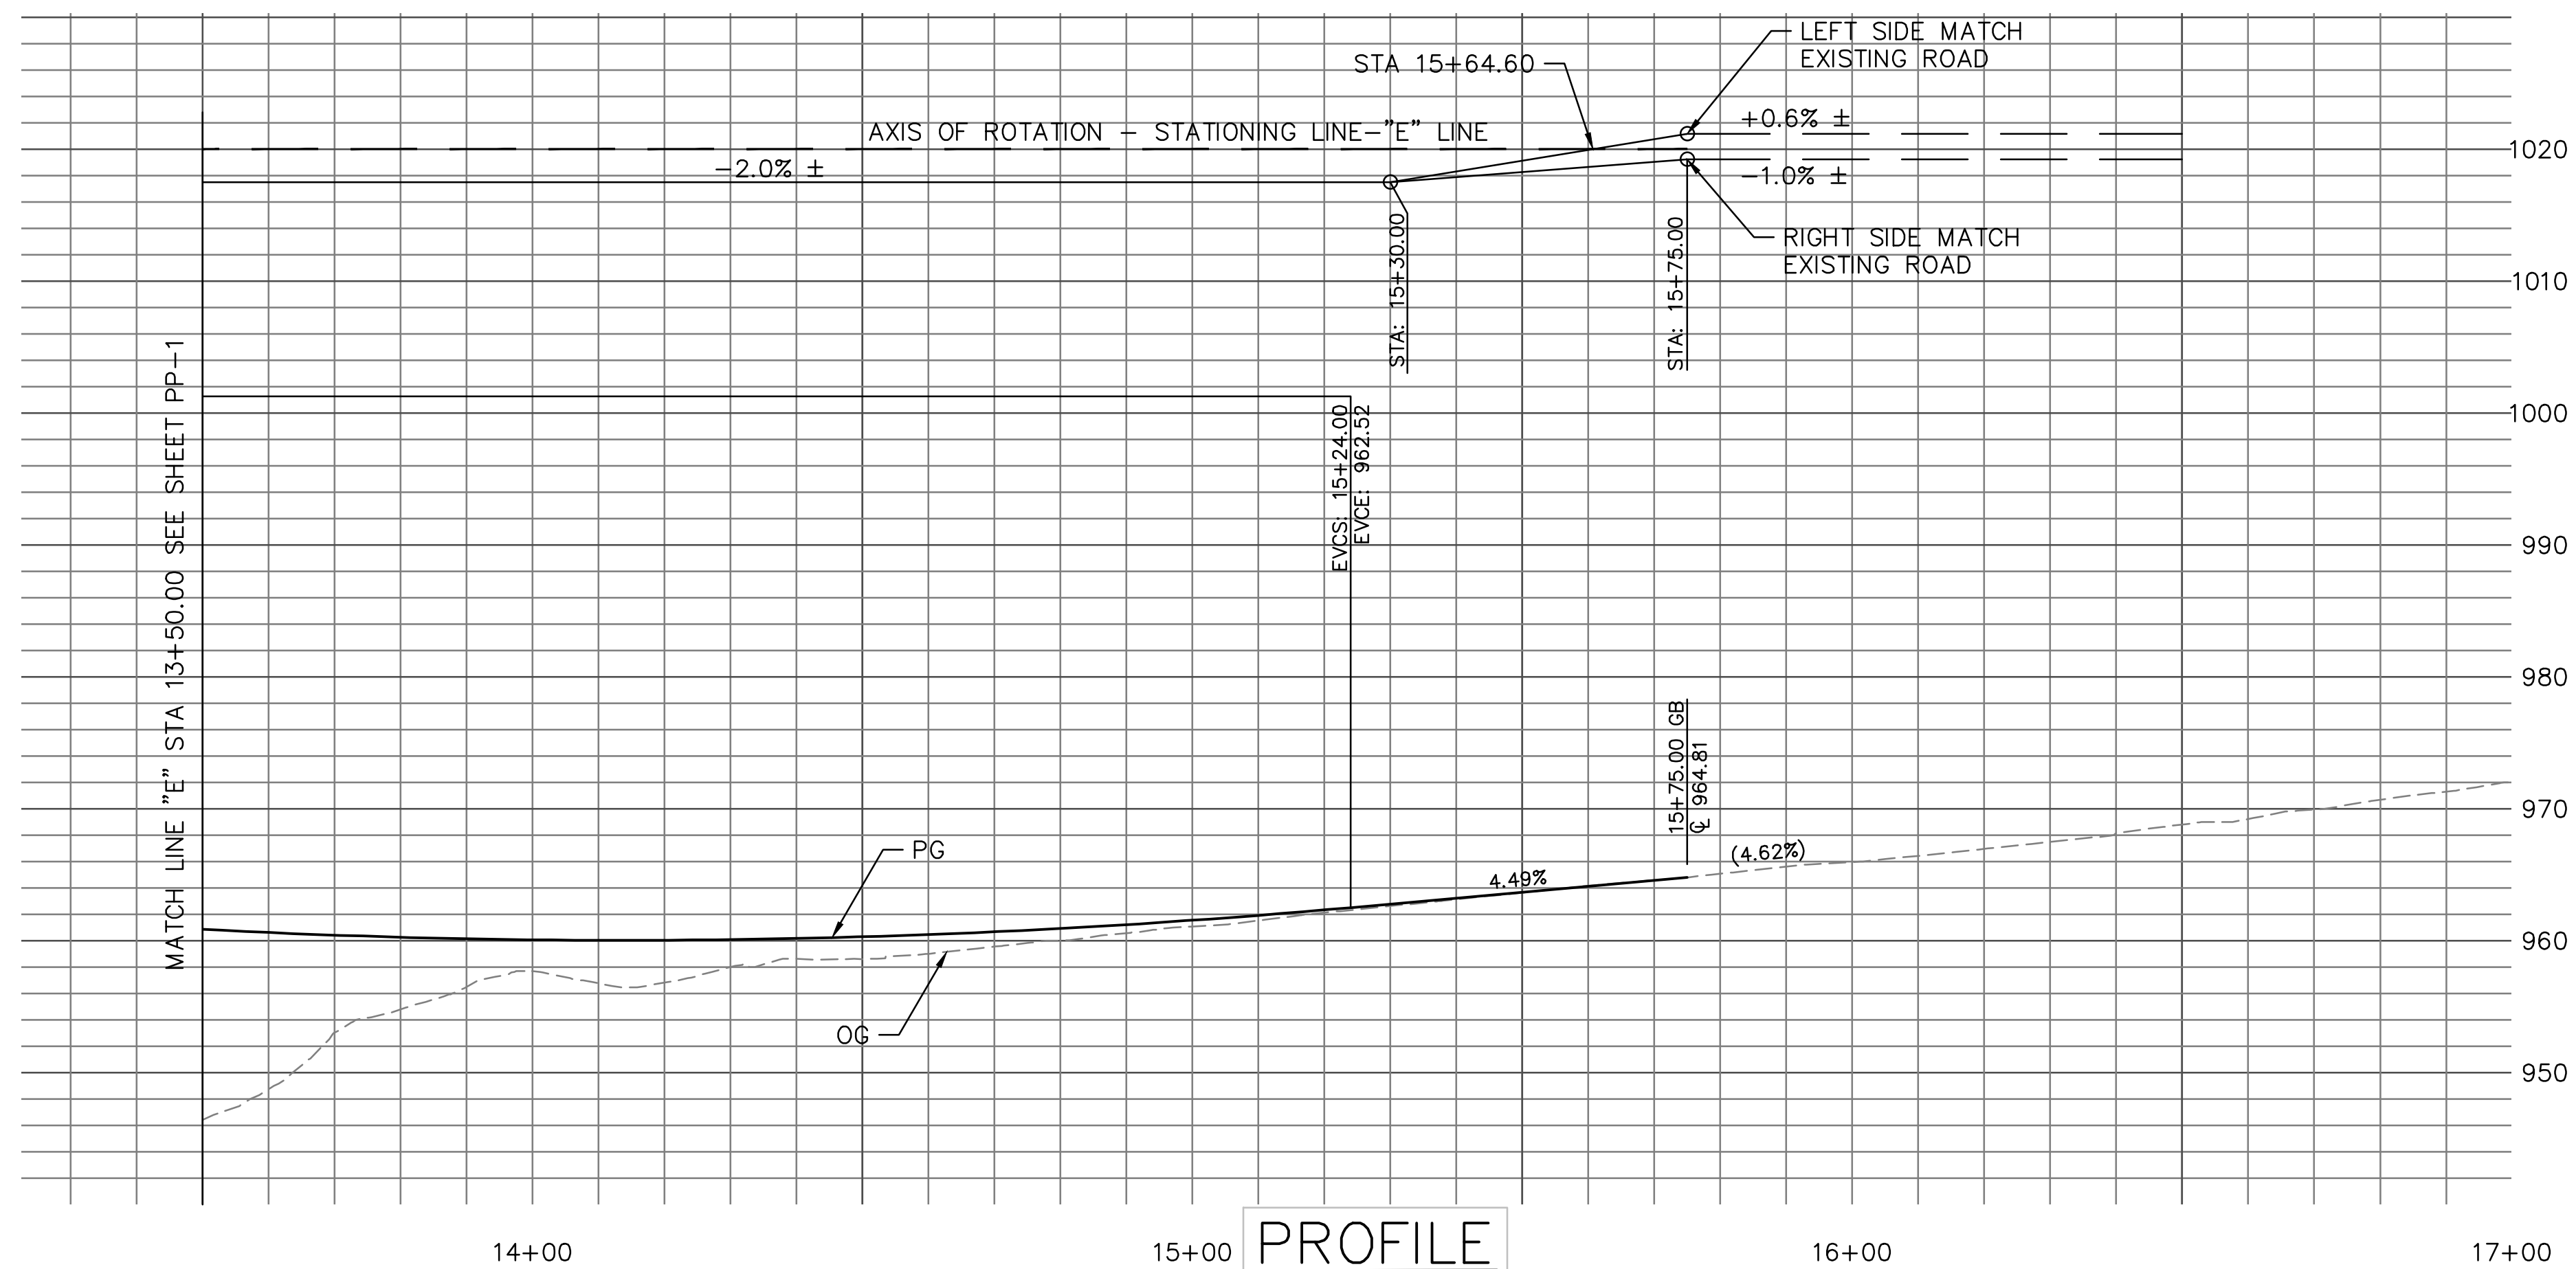 LEFT SIDE MATCH
EXISTING ROAD
STA 15+64.60
+0.6% ±
AXIS OF ROTATION – STATIONING LINE–"E" LINE
1020
-2.0% ±
-1.0% ±
STA: 15+30.00
STA: 15+75.00
RIGHT SIDE MATCH
EXISTING ROAD
1010
MATCH LINE "E" STA 13+50.00 SEE SHEET PP-1
1000
EVCS: 15+24.00
EVCE: 962.52
990
980
15+75.00 GB
℄ 964.81
970
PG
(4.62%)
4.49%
960
OG
950
14+00
15+00
PROFILE
16+00
17+00